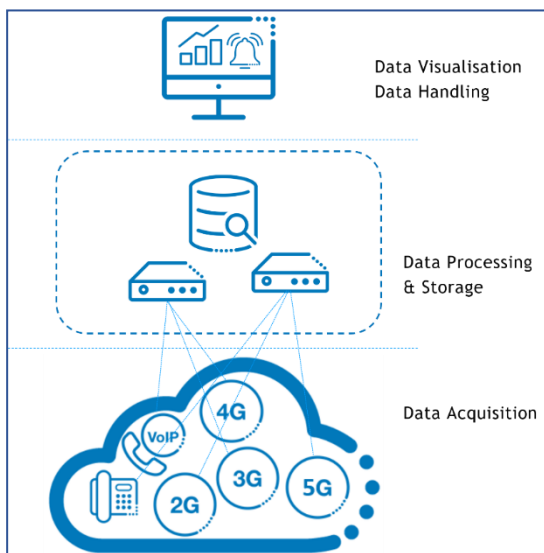 Data Visualisation
Data Handling
Data Processing
& Storage
Data Acquisition
4G
VoIP
3G
5G
2G